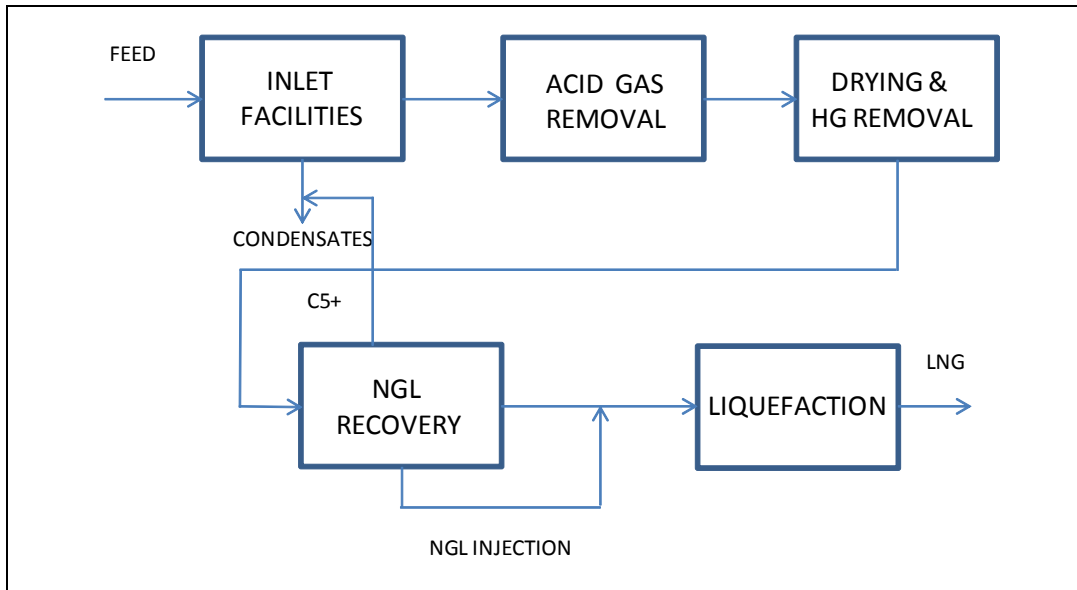 FEED
INLET
FACILITIES
ACID GAS
REMOVAL
DRYING &
HG REMOVAL
CONDENSATES
C5+
NGL
RECOVERY
LIQUEFACTION
LNG
NGL INJECTION